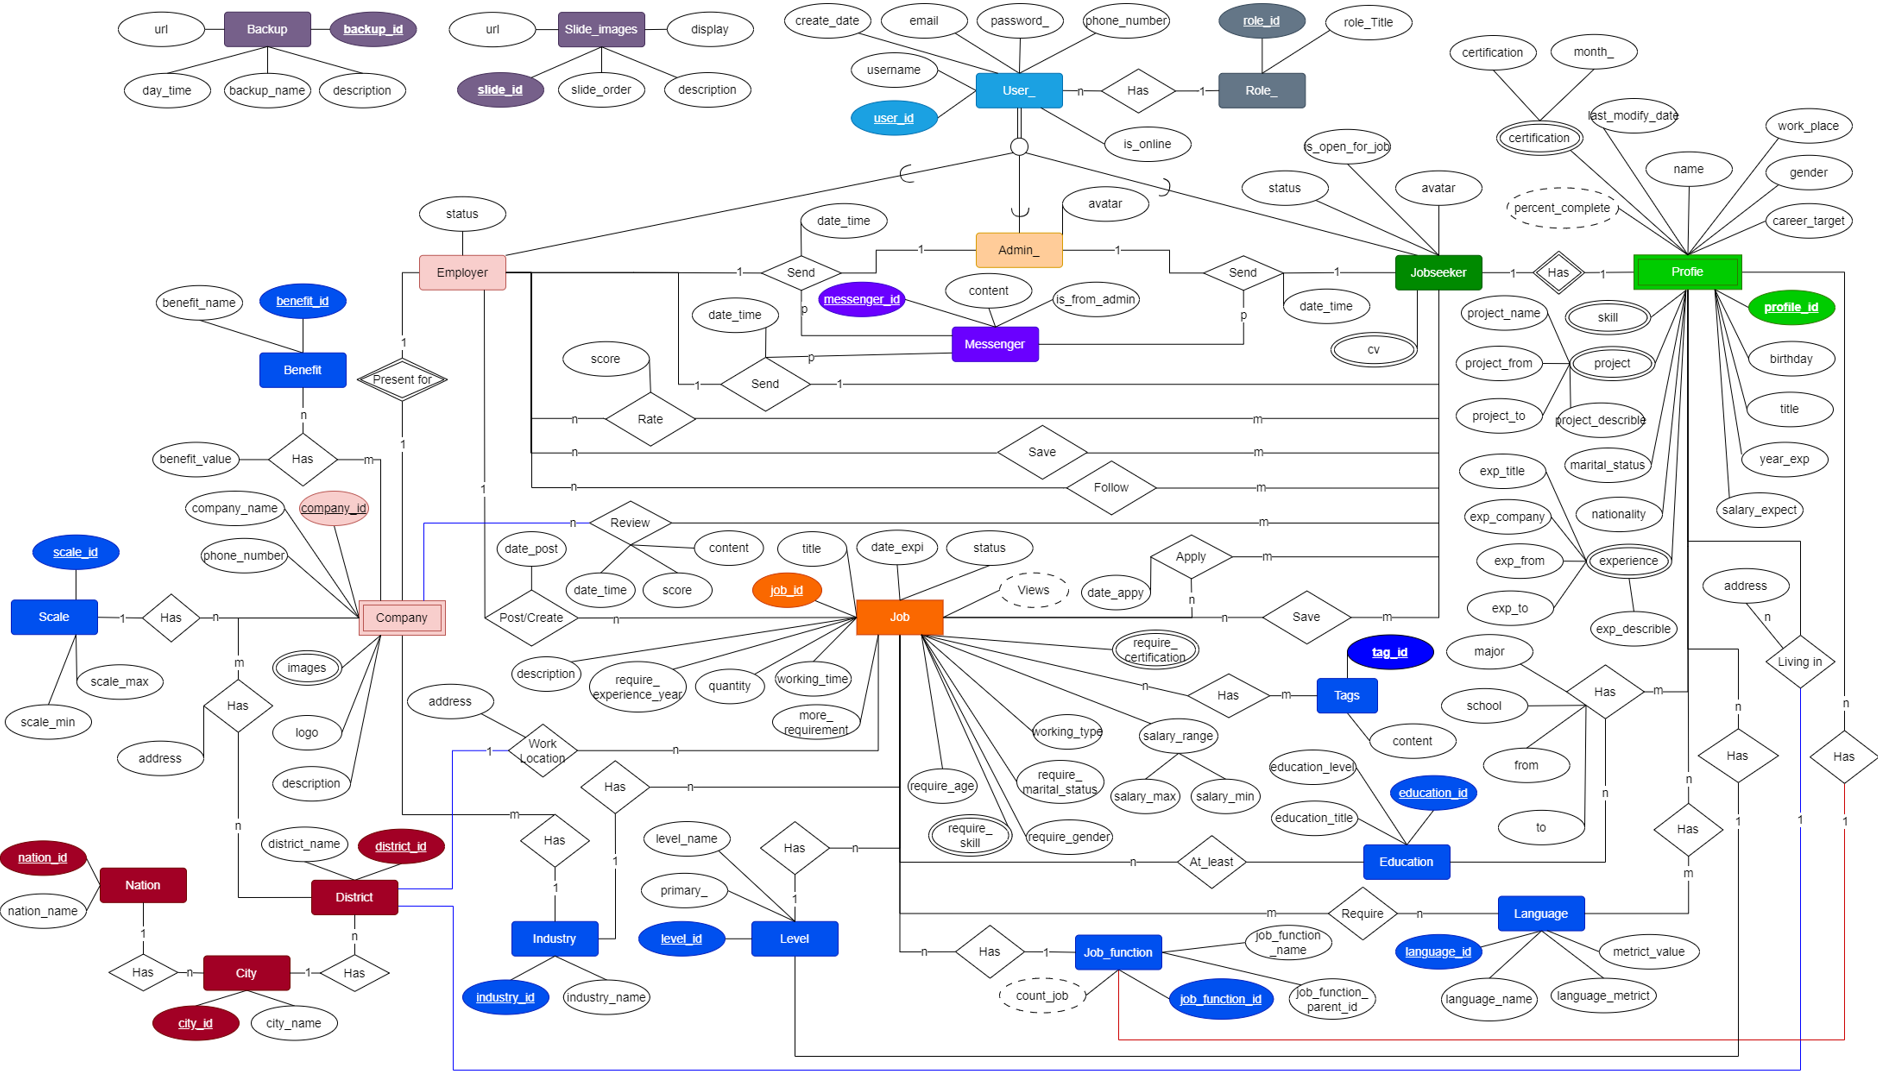 url
Backup
backup_id
day_time
backup_name
description
url
Slide_images
display
slide_id
slide_order
description
create_date
email
password_
phone_number
username
User_
user_id
is_online
n
Has
1
role_id
role_Title
Role_
certification
month_
certification
last_modify_date
work_place
name
gender
percent_complete
career_target
is_open_for_job
status
avatar
status
Employer
date_time
avatar
Admin_
1
Send
1
1
Send
1
Jobseeker
1
Has
1
Profie
messenger_id
content
is_from_admin
date_time
p
p
Messenger
date_time
p
1
Send
1
cv
project_name
skill
profile_id
project_from
project
birthday
project_to
project_describle
title
exp_title
marital_status
year_exp
exp_company
nationality
salary_expect
exp_from
experience
exp_to
exp_describle
benefit_name
benefit_id
Benefit
1
Present for
1
n
benefit_value
Has
m
score
n
Rate
m
n
Save
m
n
Follow
m
1
company_name
company_id
phone_number
n
Review
m
date_post
content
date_time
score
title
date_expi
status
job_id
Views
Apply
m
date_appy
n
scale_id
Scale
1
Has
n
Company
Post/Create
n
Job
n
Save
m
images
scale_max
scale_min
m
Has
address
logo
description
description
require_
experience_year
quantity
working_time
more_
requirement
require_
certification
address
1
Work
Location
n
tag_id
n
Has
m
Tags
content
address
n
Living in
major
Has
m
school
from
to
n
working_type
salary_range
salary_max
salary_min
require_age
require_
marital_status
require_
skill
require_gender
education_level
education_id
education_title
n
At_least
Education
n
Has
1
n
Has
1
1
n
Has
m
n
m
Has
1
Has
n
1
level_name
primary_
level_id
Has
n
1
Level
nation_id
Nation
nation_name
district_name
district_id
District
1
Has
n
City
1
Has
n
city_id
city_name
Industry
industry_id
industry_name
m
Require
n
Language
language_id
metrict_value
language_name
language_metrict
n
Has
1
Job_function
job_function
_name
count_job
job_function_id
job_function_
parent_id